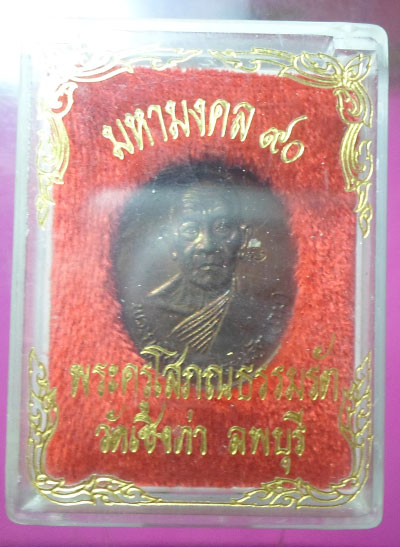 มหามงคล ๙๐
พระครูโสภณธรรมรัต
วัดเชิงท่า ลพบุรี